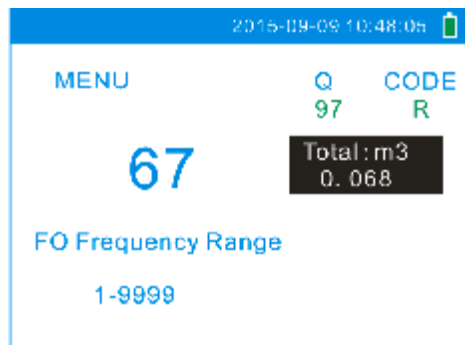 2015-09-09 10:48:05
MENU Q CODE
97 R
67
Total:m3
0.068
FO Frequency Range
1-9999